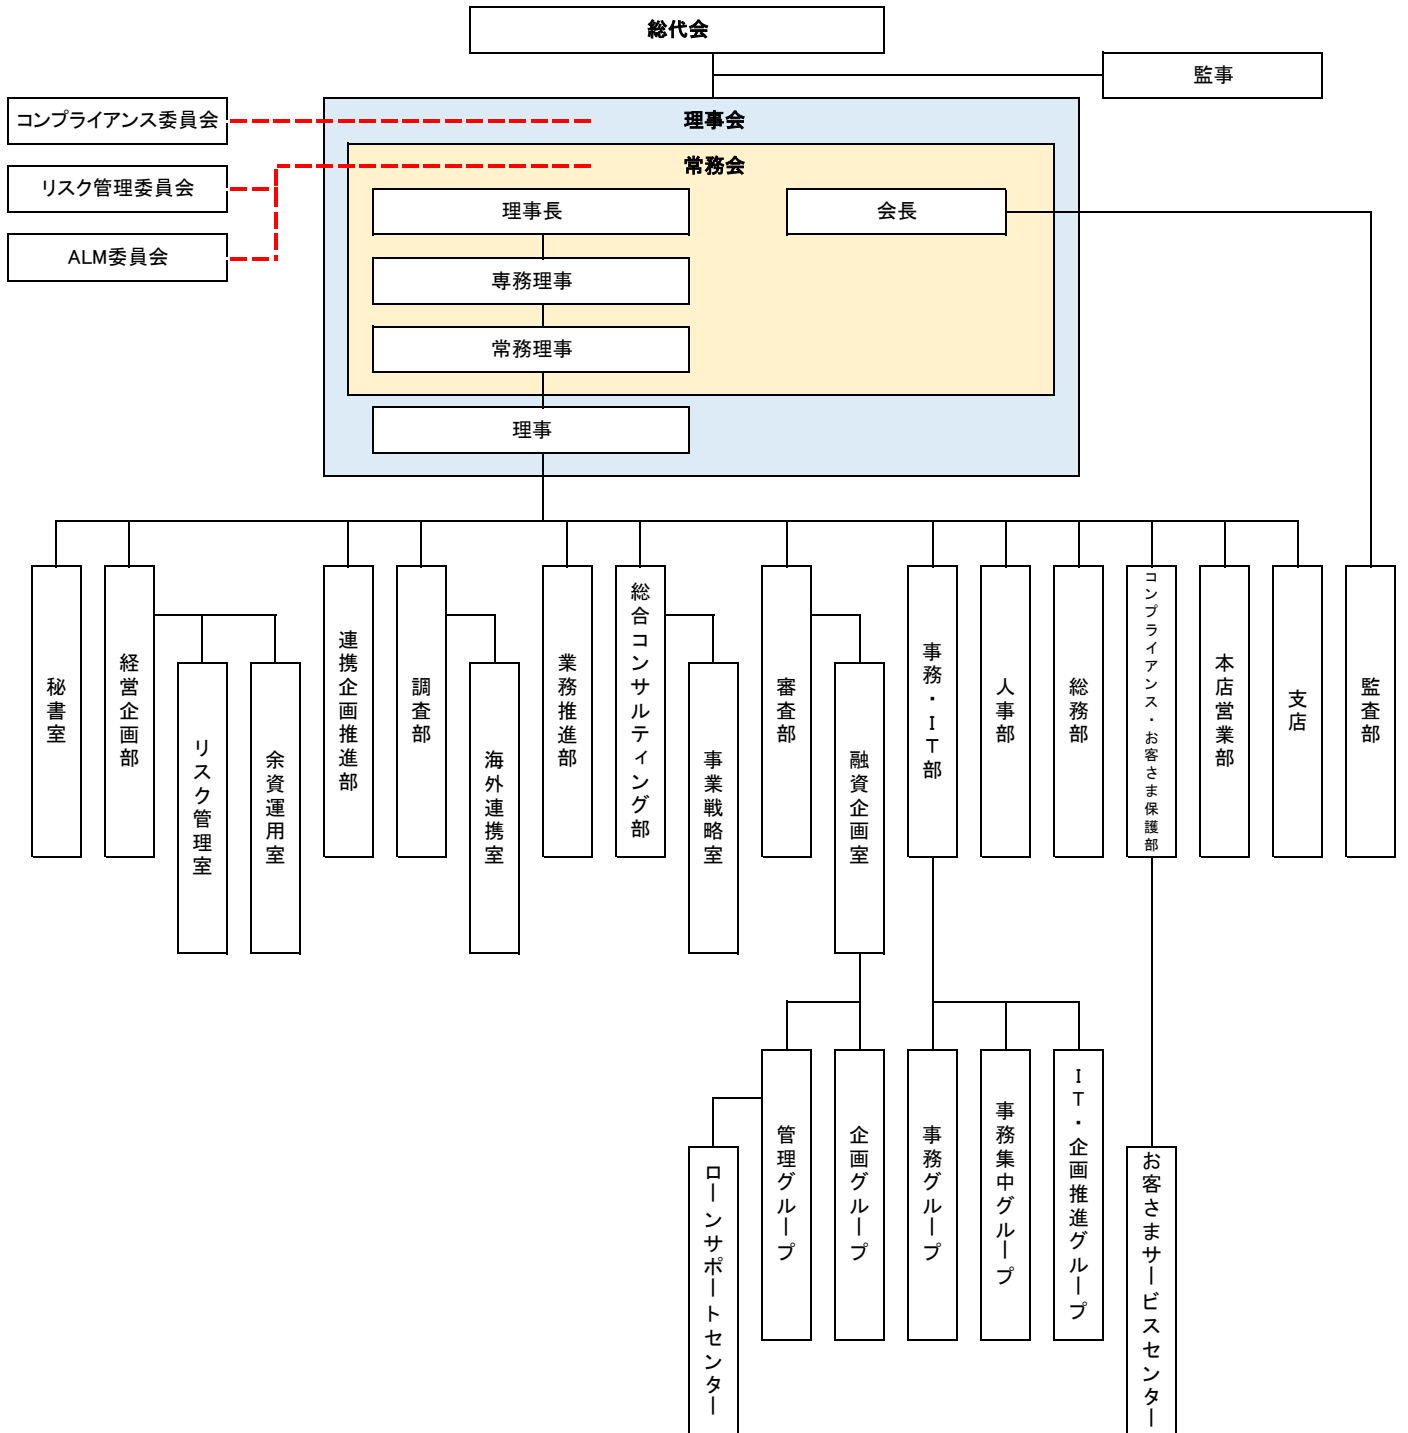 総代会
監事
コンプライアンス委員会
理事会
リスク管理委員会
常務会
理事長
会長
ALM委員会
専務理事
常務理事
理事
秘書室
経営企画部
リスク管理室
余資運用室
連携企画推進部
調査部
海外連携室
業務推進部
総合コンサルティング部
事業戦略室
審査部
融資企画室
事務・IT部
人事部
総務部
コンプライアンス・お客さま保護部
本店営業部
支店
監査部
ローンサポートセンター
管理グループ
企画グループ
事務グループ
事務集中グループ
IT・企画推進グループ
お客さまサービスセンター